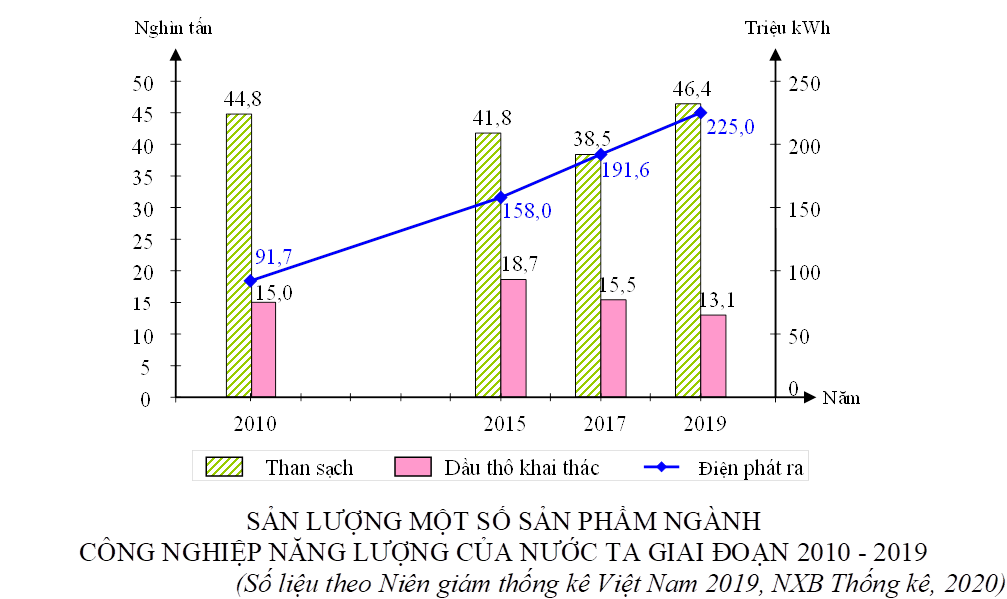 Nghìn tấn Triệu kWh
50 250
44,8 46,4
45 41,8 225,0
40 38,5 200
35 191,6
30 158,0 150
25 91,7
20 18,7 100
15 15,0 15,5 13,1
10 50
5
0 0 Năm
2010 2015 2017 2019
Than sạch Dầu thô khai thác Điện phát ra
SẢN LƯỢNG MỘT SỐ SẢN PHẨM NGÀNH
CÔNG NGHIỆP NĂNG LƯỢNG CỦA NƯỚC TA GIAI ĐOẠN 2010 - 2019
(Số liệu theo Niên giám thống kê Việt Nam 2019, NXB Thống kê, 2020)